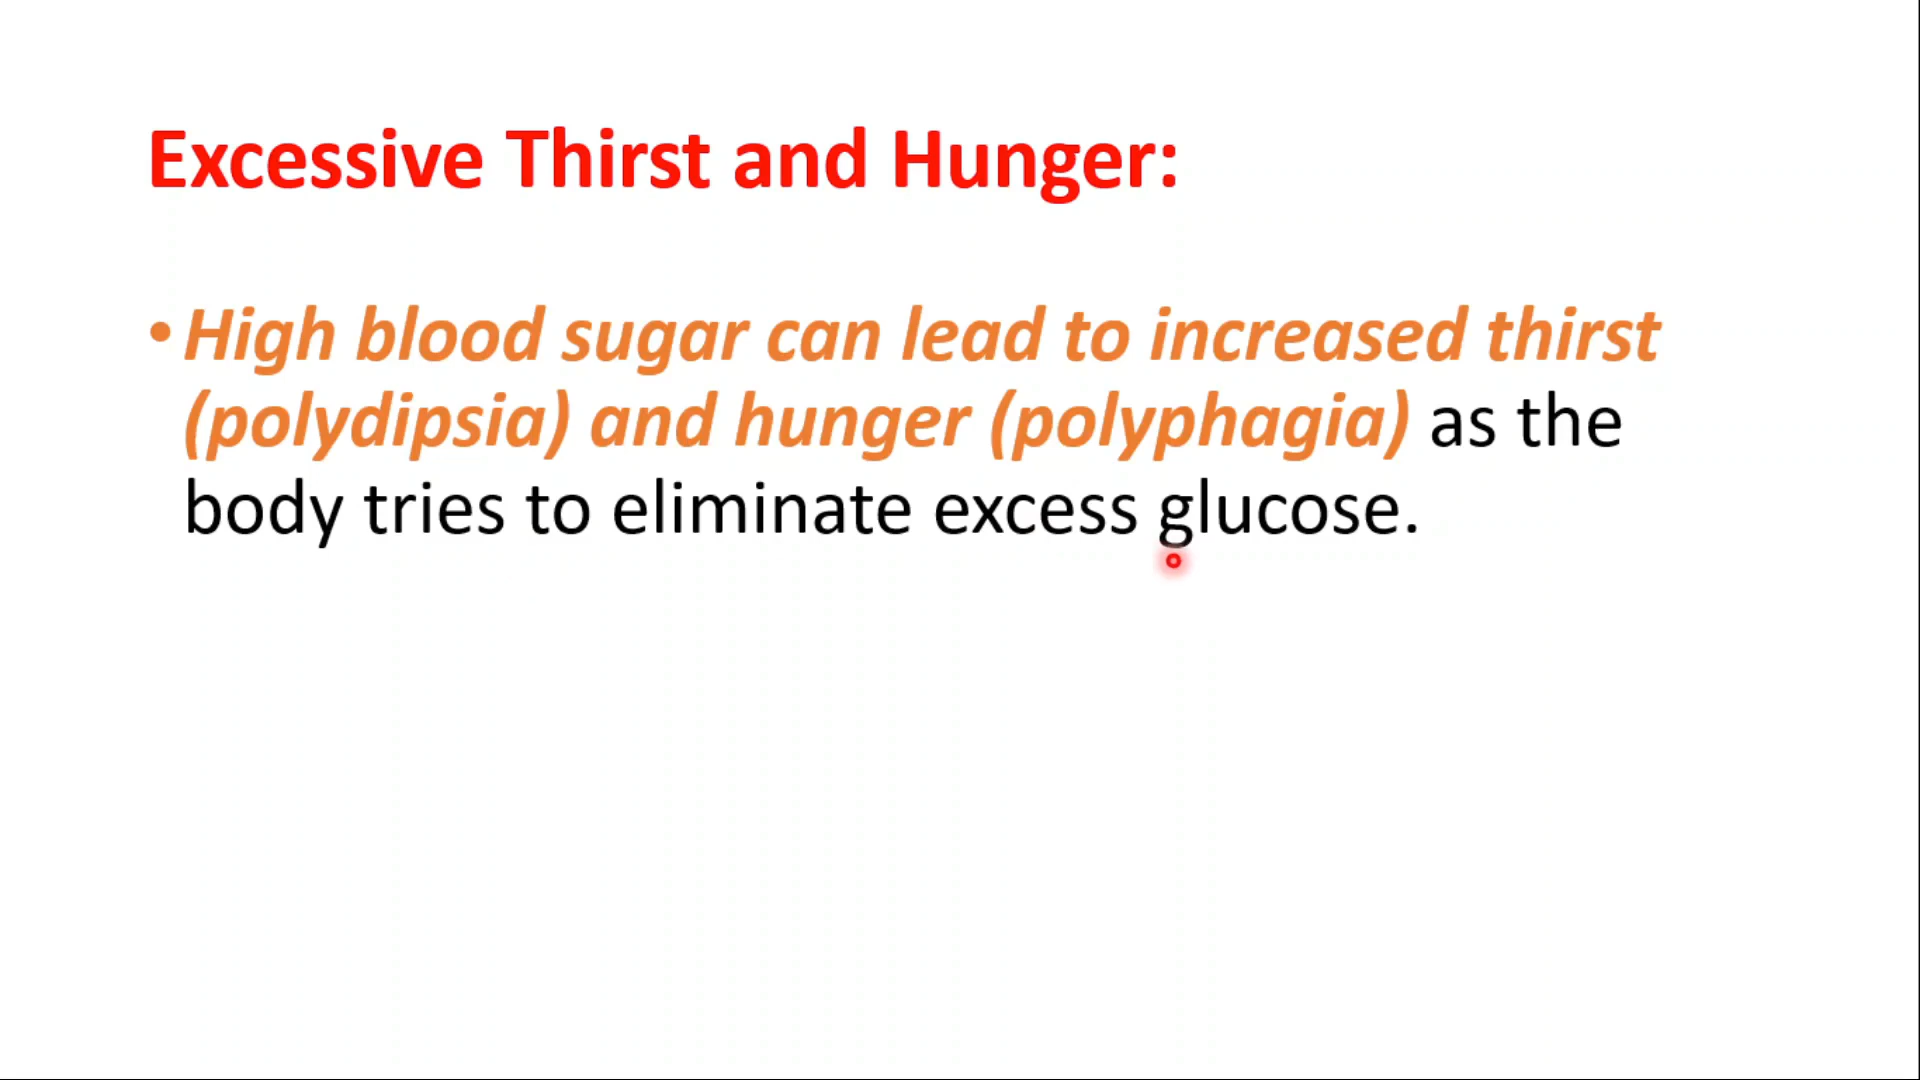 Excessive Thirst and Hunger:
•High blood sugar can lead to increased thirst
(polydipsia) and hunger (polyphagia) as the
body tries to eliminate excess glucose.